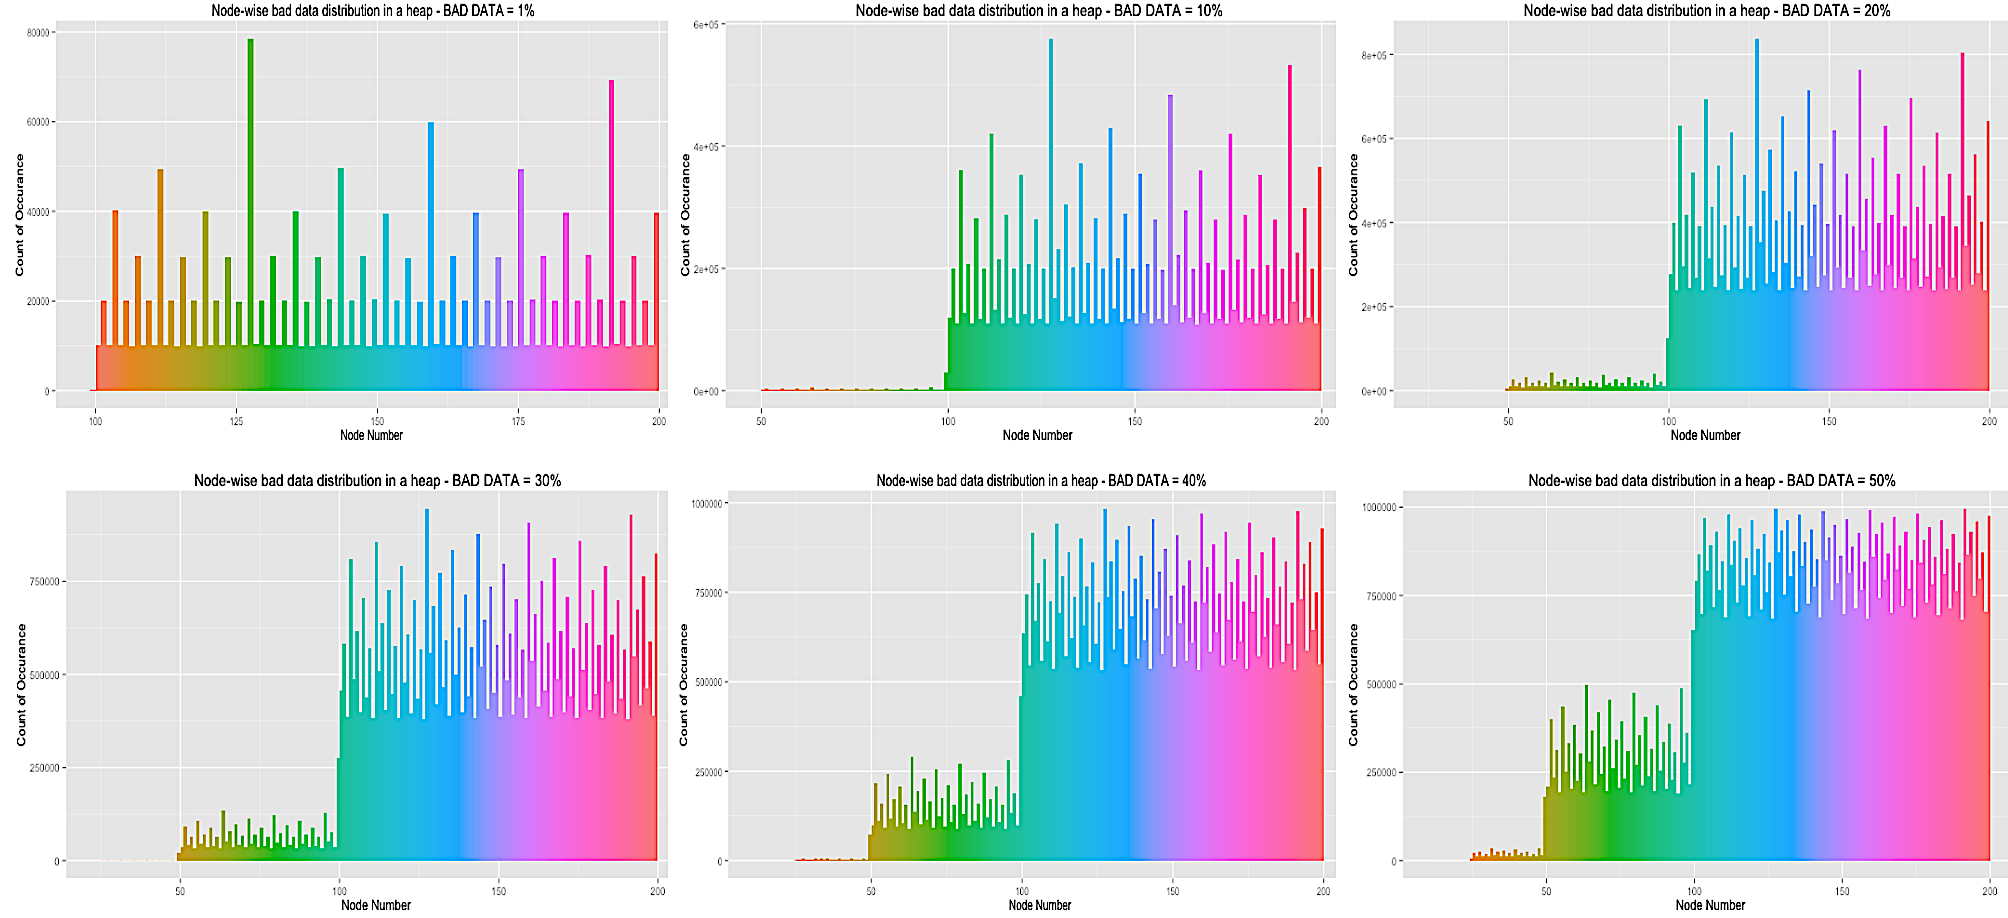 Node-wise bad data distribution in a heap - BAD DATA = 1%
80000
60000
40000
20000
0
Count of Occurance
100 125 150 175 200
Node Number
Node-wise bad data distribution in a heap - BAD DATA = 10%
6e+05
4e+05
2e+05
0e+00
Count of Occurance
50 100 150 200
Node Number
Node-wise bad data distribution in a heap - BAD DATA = 20%
8e+05
6e+05
4e+05
2e+05
0e+00
Count of Occurance
50 100 150 200
Node Number
Node-wise bad data distribution in a heap - BAD DATA = 30%
750000
500000
250000
0
Count of Occurance
50 100 150 200
Node Number
Node-wise bad data distribution in a heap - BAD DATA = 40%
1000000
750000
500000
250000
0
Count of Occurance
50 100 150 200
Node Number
Node-wise bad data distribution in a heap - BAD DATA = 50%
1000000
750000
500000
250000
0
Count of Occurance
50 100 150 200
Node Number